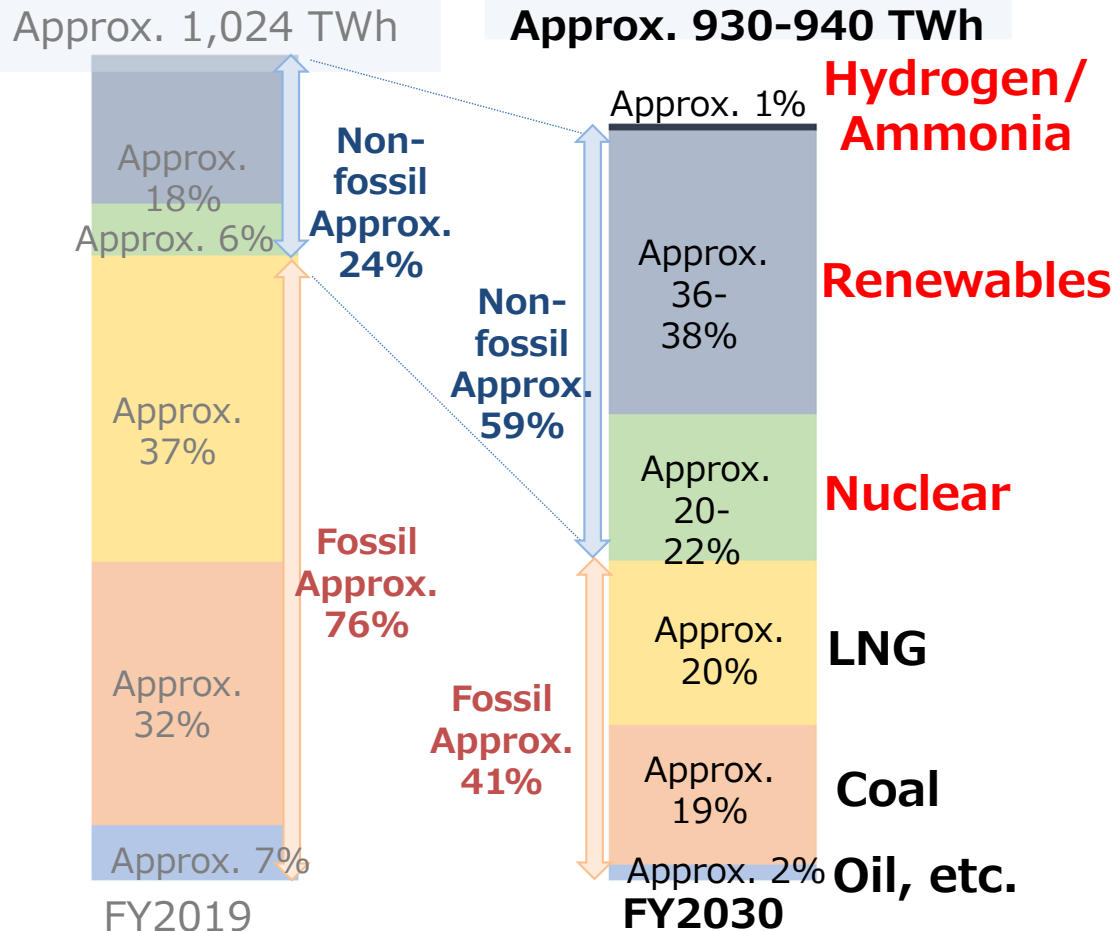 Approx. 1,024 TWh
Approx.
18%
Approx. 6%
Approx.
37%
Approx.
32%
Approx. 7%
FY2019
Non-
fossil
Approx.
24%
Fossil
Approx.
76%
Approx. 930-940 TWh
Approx. 1%
Hydrogen/
Ammonia
Non-
fossil
Approx.
59%
Approx.
36-
38%
Renewables
Approx.
20-
22%
Nuclear
Fossil
Approx.
41%
Approx.
20%
LNG
Approx.
19%
Coal
Approx. 2%
Oil, etc.
FY2030